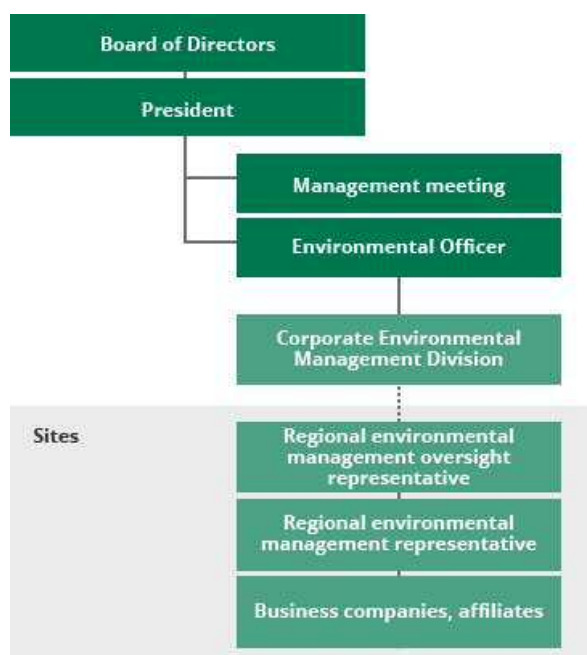 Board of Directors
President
Management meeting
Environmental Officer
Corporate Environmental
Management Division
Sites
Regional environmental
management oversight
representative
Regional environmental
management representative
Business companies, affiliates